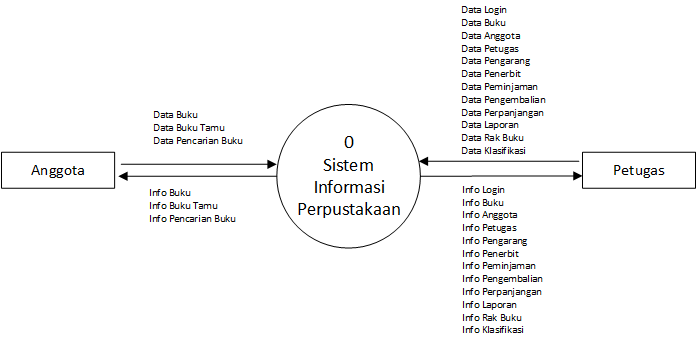 Data Login
Data Buku
Data Anggota
Data Petugas
Data Pengarang
Data Penerbit
Data Peminjaman
Data Pengembalian
Data Perpanjangan
Data Laporan
Data Rak Buku
Data Klasifikasi
Data Buku
Data Buku Tamu
Data Pencarian Buku
Anggota
0
Sistem
Informasi
Perpustakaan
Petugas
Info Buku
Info Buku Tamu
Info Pencarian Buku
Info Login
Info Buku
Info Anggota
Info Petugas
Info Pengarang
Info Penerbit
Info Peminjaman
Info Pengembalian
Info Perpanjangan
Info Laporan
Info Rak Buku
Info Klasifikasi